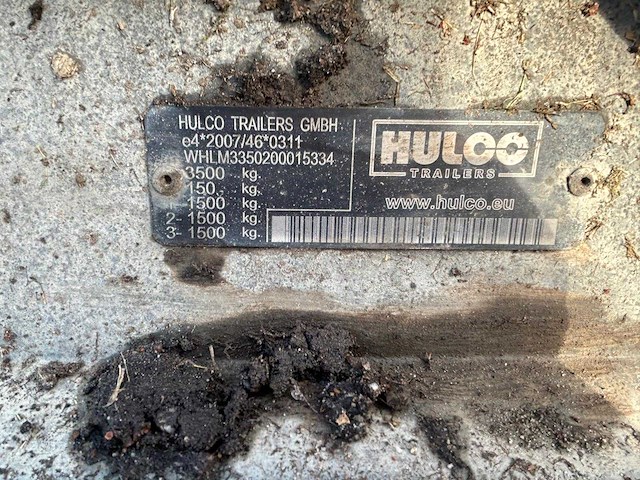 HULCO TRAILERS GMBH
e4*2007/46*0311
WHLM3350200015334
3500 kg.
150,- kg.
1- 1500 kg.
2- 1500 kg.
3- 1500 kg.
HULCO
TRAILERS
www.hulco.eu